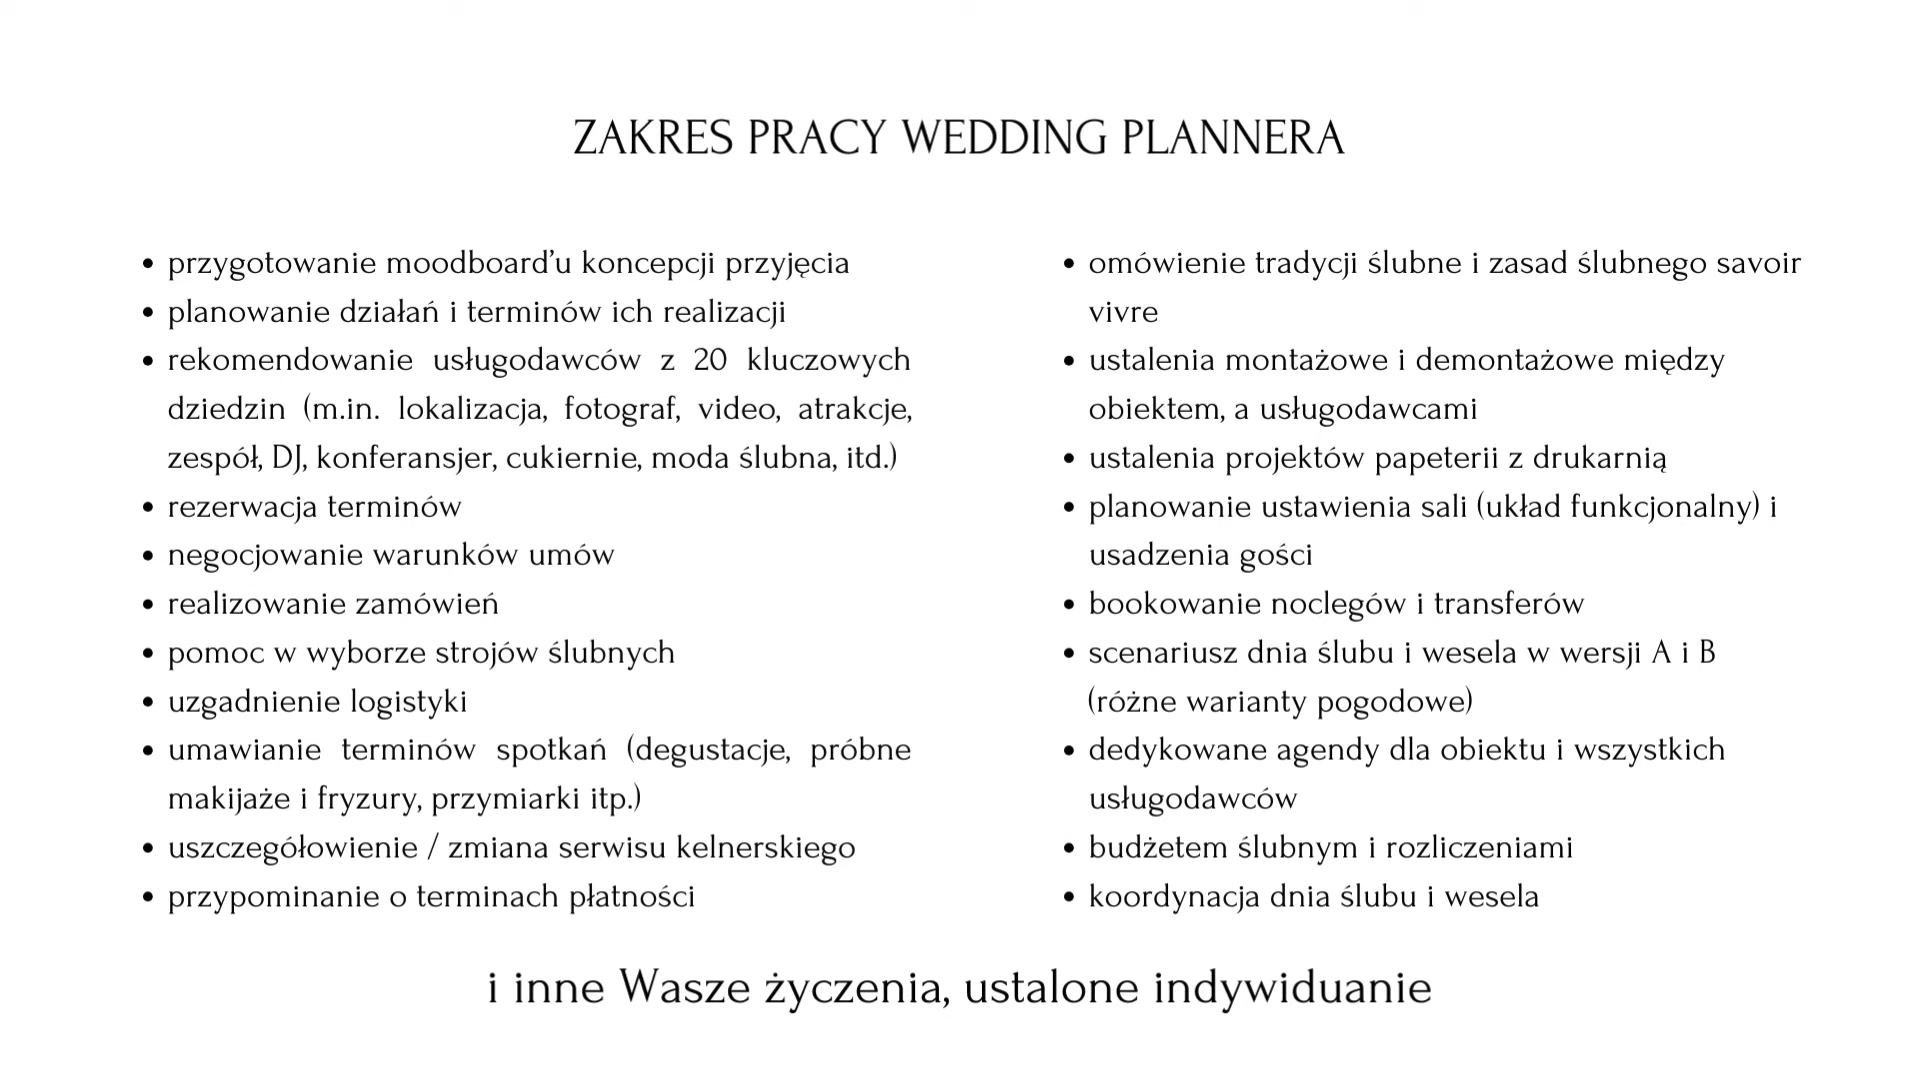 ZAKRES PRACY WEDDING PLANNERA
• przygotowanie moodboard’u koncepcji przyjęcia
• planowanie działań i terminów ich realizacji
• rekomendowanie usługodawców z 20 kluczowych
dziedzin (m.in. lokalizacja, fotograf, video, atrakcje,
zespół, DJ, konferansjer, cukiernie, moda ślubna, itd.)
• rezerwacja terminów
• negocjowanie warunków umów
• realizowanie zamówień
• pomoc w wyborze strojów ślubnych
• uzgadnienie logistyki
• umawianie terminów spotkań (degustacje, próbne
makijaże i fryzury, przymiarki itp.)
• uszczegółowienie / zmiana serwisu kelnerskiego
• przypominanie o terminach płatności
• omówienie tradycji ślubne i zasad ślubnego savoir
vivre
• ustalenia montażowe i demontażowe między
obiektem, a usługodawcami
• ustalenia projektów papeterii z drukarnią
• planowanie ustawienia sali (układ funkcjonalny) i
usadzenia gości
• bookowanie noclegów i transferów
• scenariusz dnia ślubu i wesela w wersji A i B
(różne warianty pogodowe)
• dedykowane agendy dla obiektu i wszystkich
usługodawców
• budżetem ślubnym i rozliczeniami
• koordynacja dnia ślubu i wesela
i inne Wasze życzenia, ustalone indywiduanie